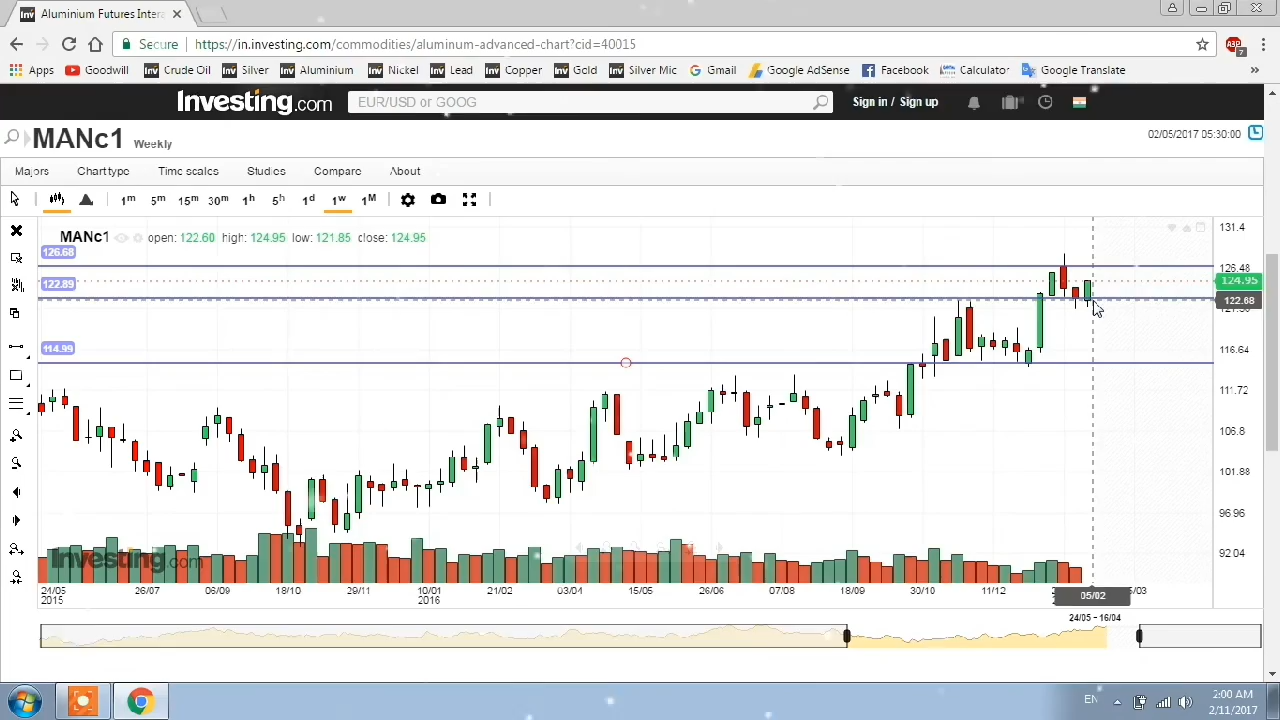 Aluminium Futures Inter
Secure https://in.investing.com/commodities/aluminum-advanced-chart?cid=40015
Apps Goodwill Crude Oil Silver Aluminium Nickel Lead Copper Gold Silver Mic Gmail Google AdSense Facebook Calculator Google Translate »
Investing.com EUR/USD or GOOG Sign in / Sign up
MANc1 Weekly 02/05/2017 05:30:00
Majors Chart type Time scales Studies Compare About
1m 5m 15m 30m 1h 5h 1d 1w 1M
MANc1 open: 122.60 high: 124.95 low: 121.85 close: 124.95
131.4
126.68
126.48
124.95
122.89
122.68
114.99
116.64
111.72
106.8
101.88
96.96
92.04
Investing.com
24/05 26/07 06/09 18/10 29/11 10/01 21/02 03/04 15/05 26/06 07/08 18/09 30/10 11/12 05/02
2015 2016
24/05 - 16/04
EN 2:00 AM
2/11/2017